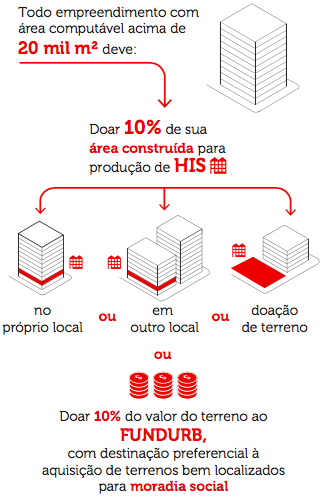 Todo empreendimento com
área computável acima de
20 mil m² deve:
Doar 10% de sua
área construída para
produção de HIS
no
próprio local
ou
em
outro local
ou
doação
de terreno
ou
Doar 10% do valor do terreno ao
FUNDURB,
com destinação preferencial à
aquisição de terrenos bem localizados
para moradia social